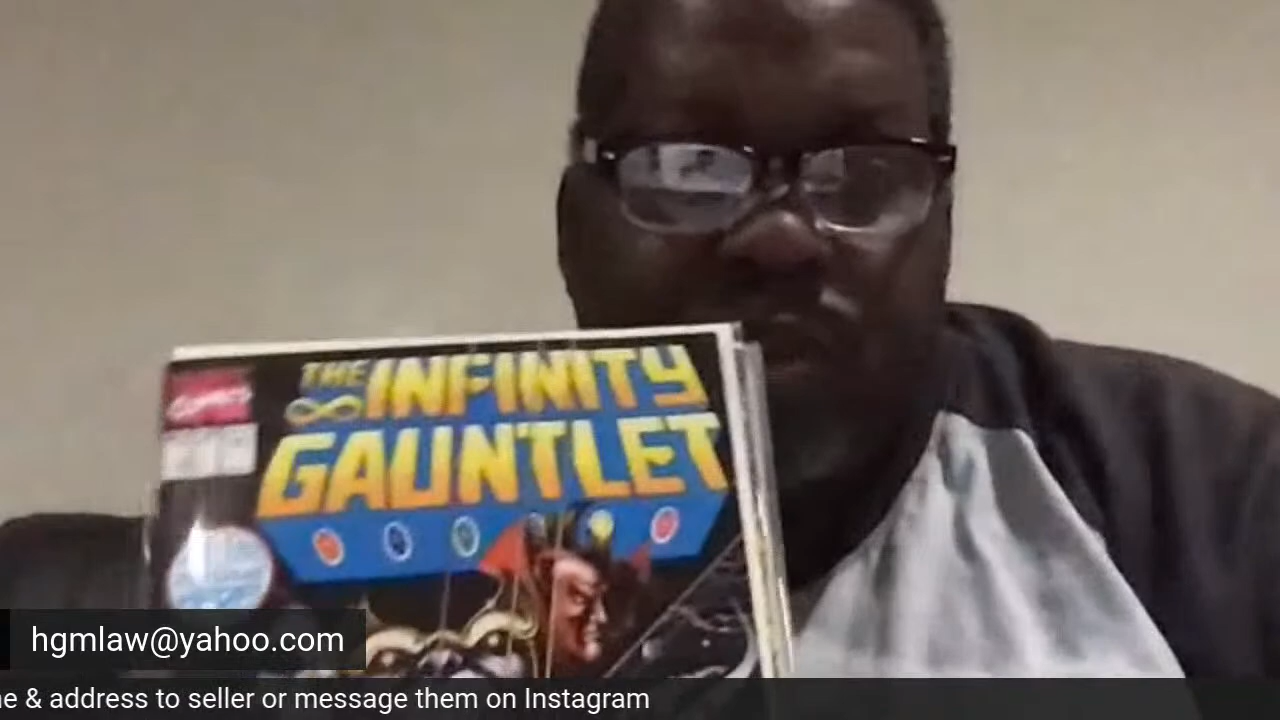 THE
INFINITY
GAUNTLET
hgmlaw@yahoo.com
& address to seller or message them on Instagram